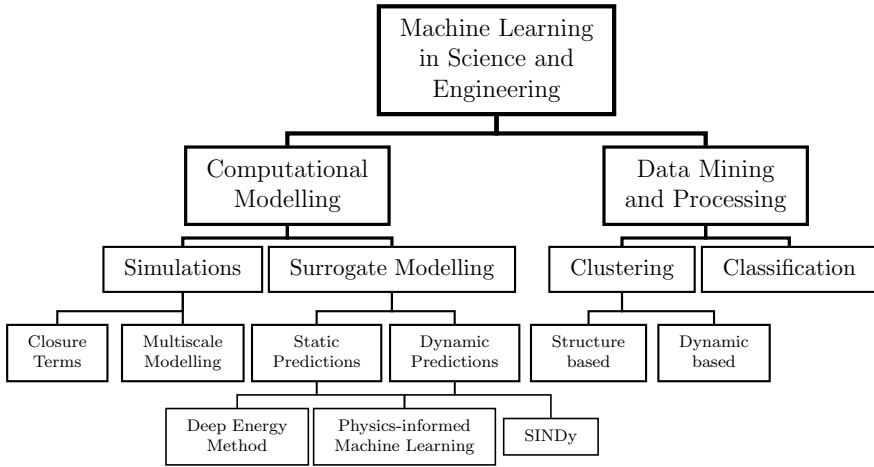 Machine Learning
in Science and
Engineering
Computational
Modelling
Data Mining
and Processing
Simulations
Surrogate Modelling
Clustering
Classification
Closure
Terms
Multiscale
Modelling
Static
Predictions
Dynamic
Predictions
Structure
based
Dynamic
based
Deep Energy
Method
Physics-informed
Machine Learning
SINDy